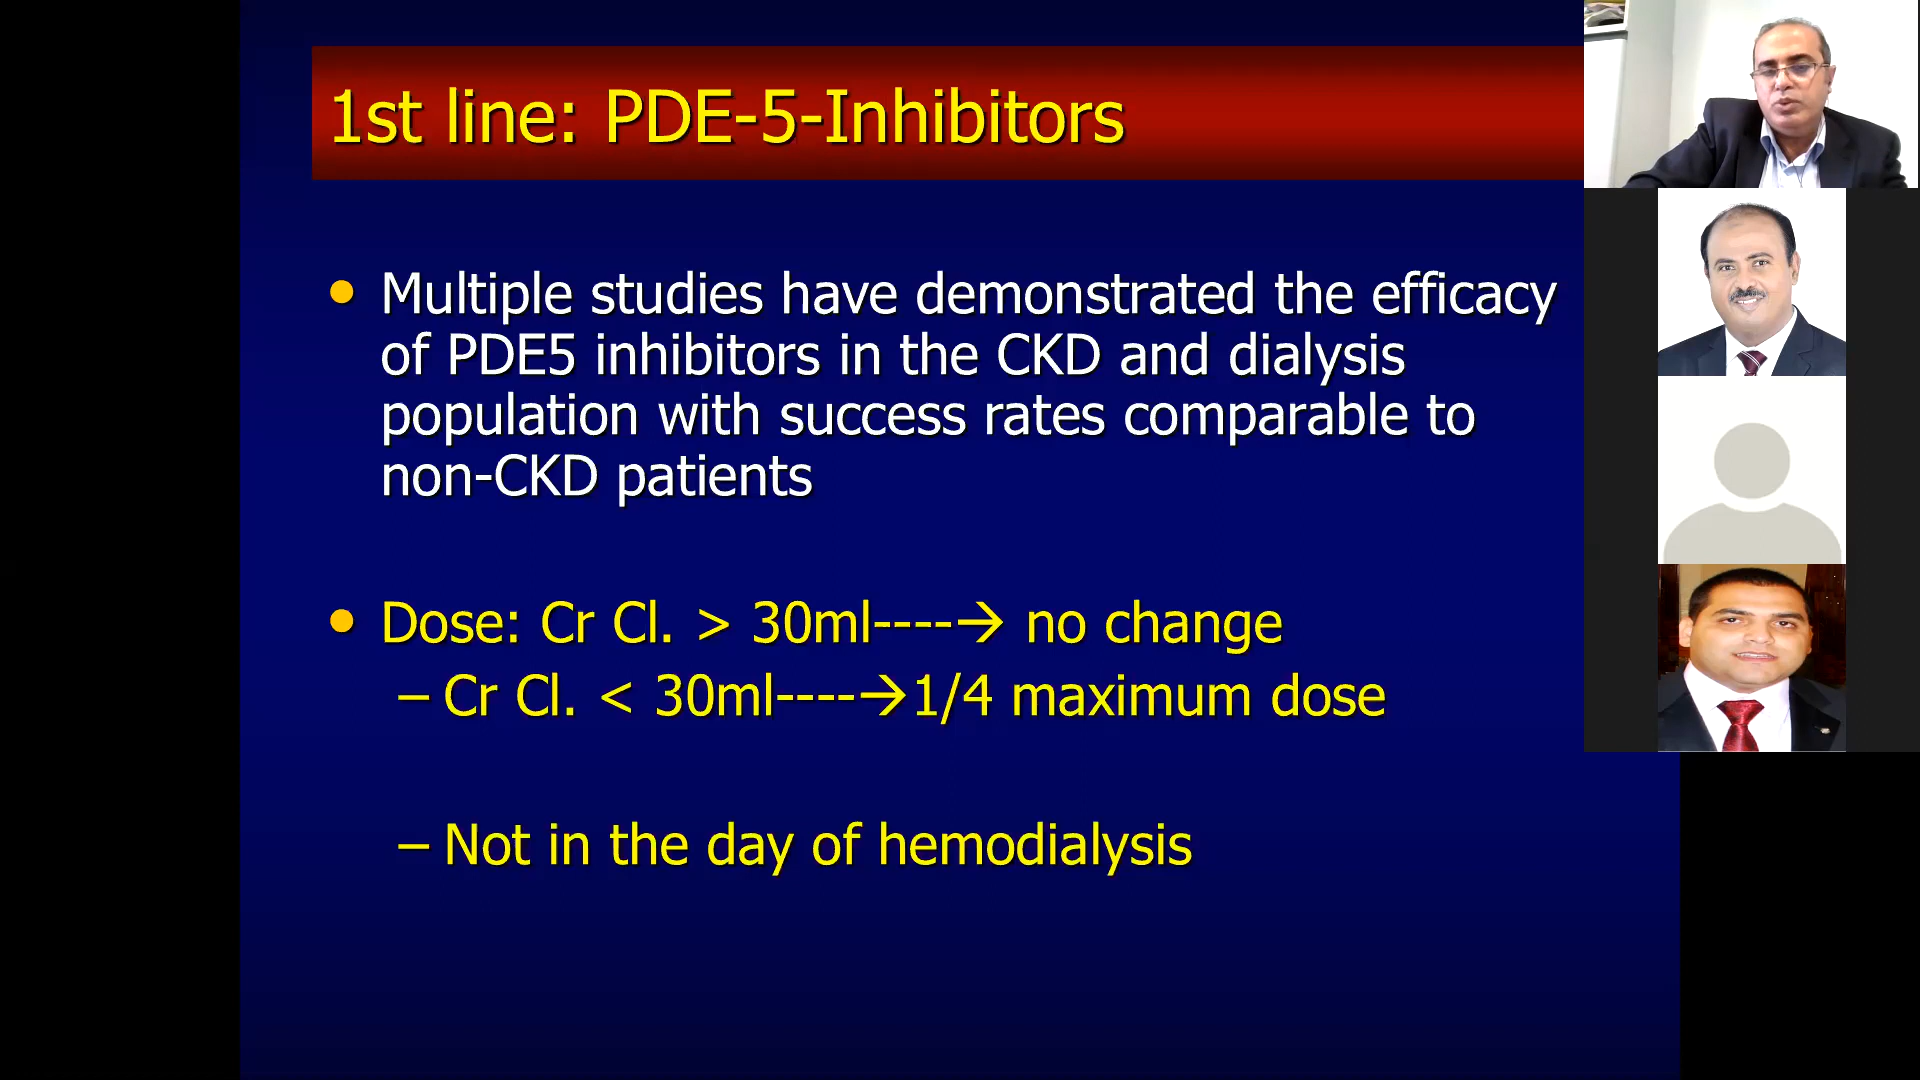 1st line: PDE-5-Inhibitors
• Multiple studies have demonstrated the efficacy
of PDE5 inhibitors in the CKD and dialysis
population with success rates comparable to
non-CKD patients
• Dose: Cr Cl. > 30ml----→ no change
– Cr Cl. < 30ml----→1/4 maximum dose
– Not in the day of hemodialysis